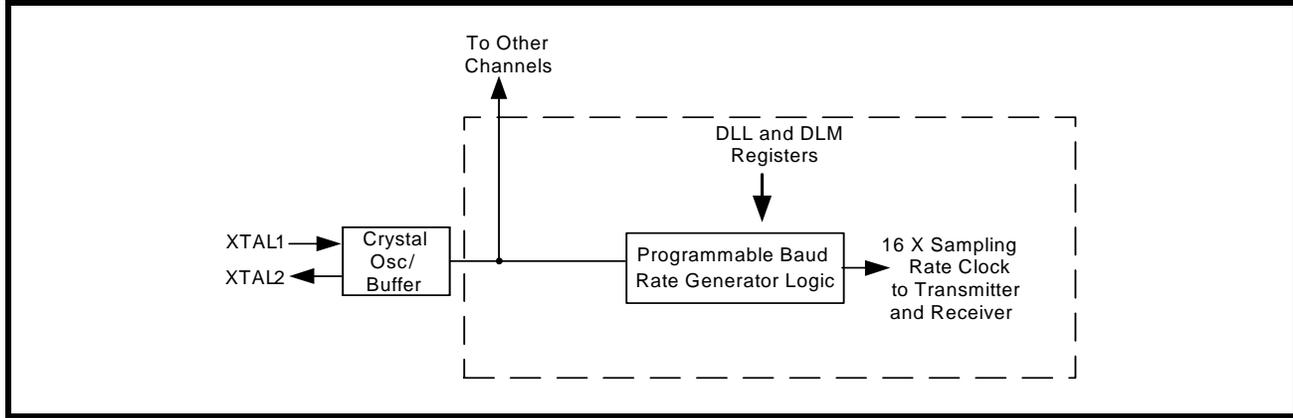 To Other
Channels
DLL and DLM
Registers
XTAL1
XTAL2
Crystal
Osc/
Buffer
Programmable Baud
Rate Generator Logic
16 X Sampling
Rate Clock
to Transmitter
and Receiver